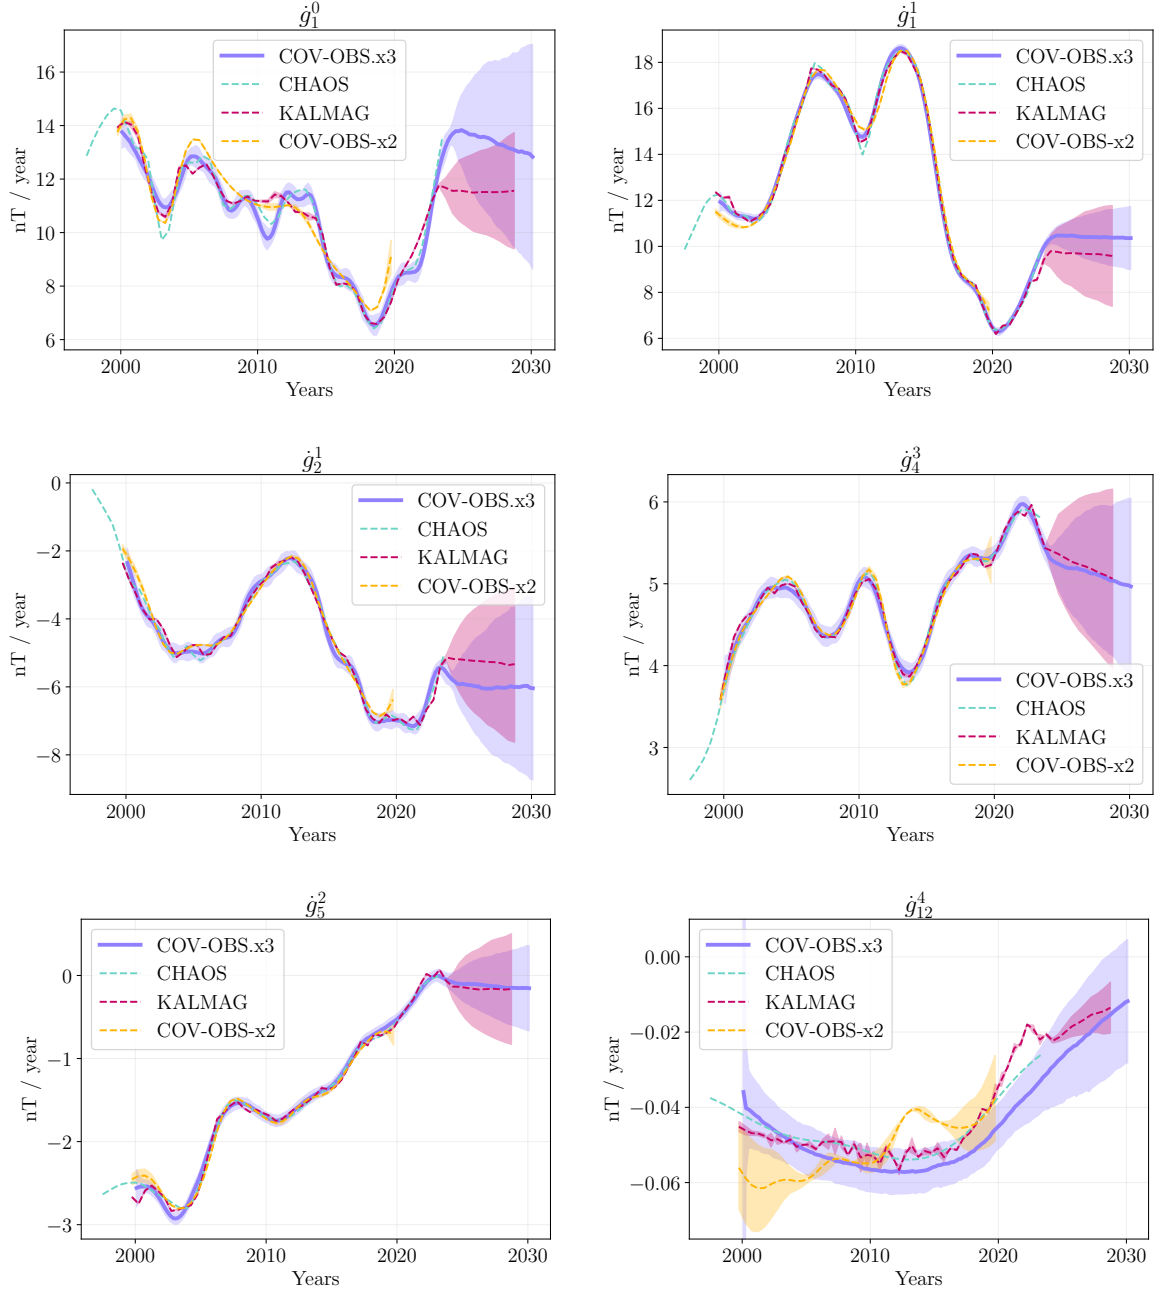 ġ₁⁰
nT / year
16
14
12
10
8
6
COV-OBS.x3
CHAOS
KALMAG
COV-OBS-x2
2000 2010 2020 2030
Years
ġ₁¹
nT / year
18
16
14
12
10
8
6
COV-OBS.x3
CHAOS
KALMAG
COV-OBS-x2
2000 2010 2020 2030
Years
ġ₂¹
nT / year
0
−2
−4
−6
−8
COV-OBS.x3
CHAOS
KALMAG
COV-OBS-x2
2000 2010 2020 2030
Years
ġ₄³
nT / year
6
5
4
3
COV-OBS.x3
CHAOS
KALMAG
COV-OBS-x2
2000 2010 2020 2030
Years
ġ₅²
nT / year
0
−1
−2
−3
COV-OBS.x3
CHAOS
KALMAG
COV-OBS-x2
2000 2010 2020 2030
Years
ġ₁₂⁴
nT / year
0.00
−0.02
−0.04
−0.06
COV-OBS.x3
CHAOS
KALMAG
COV-OBS-x2
2000 2010 2020 2030
Years